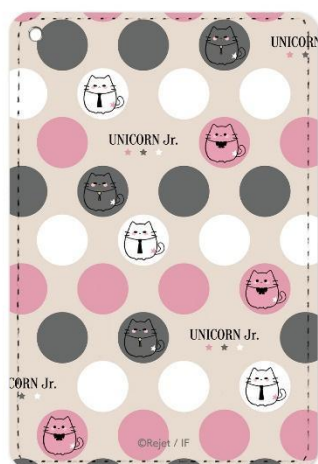 UNICORN
UNICORN Jr.
UNICORN Jr.
CORN Jr.
©Rejet / IF